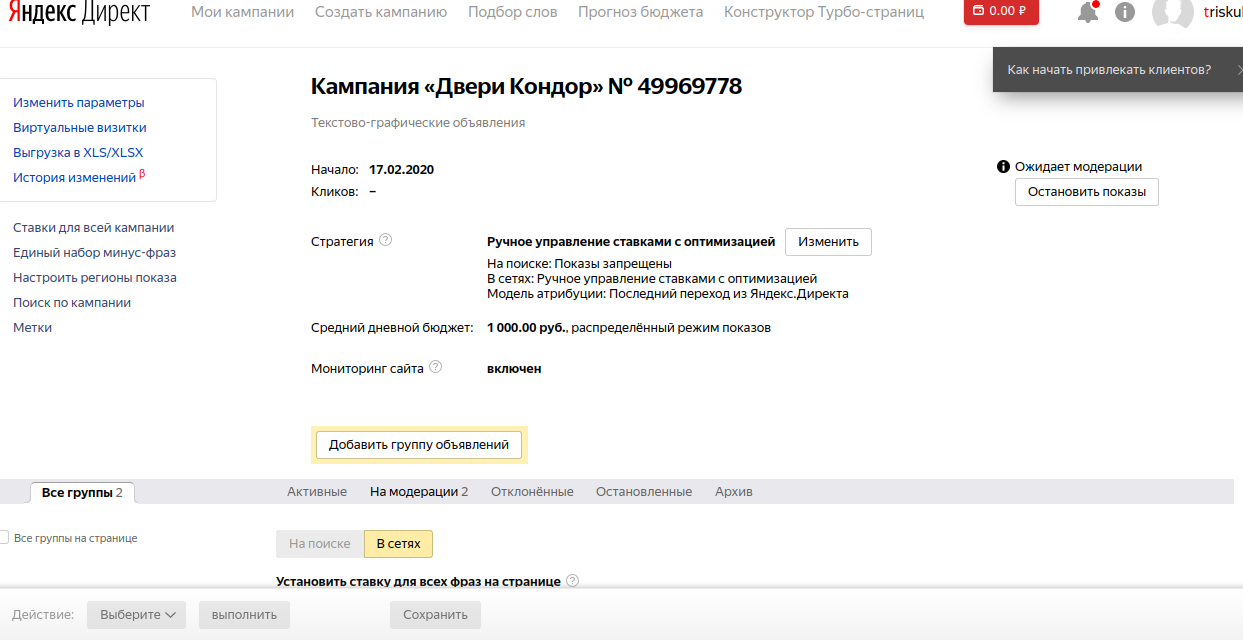 Яндекс Директ Мои кампании Создать кампанию Подбор слов Прогноз бюджета Конструктор Турбо-страниц 0.00 ₽ triskul
Как начать привлекать клиентов?
Кампания «Двери Кондор» № 49969778
Текстово-графические объявления
Изменить параметры
Виртуальные визитки
Выгрузка в XLS/XLSX
История изменений β
Ставки для всей кампании
Единый набор минус-фраз
Настроить регионы показа
Поиск по кампании
Метки
Начало: 17.02.2020
Кликов: –
Ожидает модерации
Остановить показы
Стратегия ? Ручное управление ставками с оптимизацией Изменить
На поиске: Показы запрещены
В сетях: Ручное управление ставками с оптимизацией
Модель атрибуции: Последний переход из Яндекс.Директа
Средний дневной бюджет: 1 000.00 руб., распределённый режим показов
Мониторинг сайта ? включен
Добавить группу объявлений
Все группы 2 Активные На модерации 2 Отклонённые Остановленные Архив
Все группы на странице
На поиске В сетях
Установить ставку для всех фраз на странице ?
Действие: Выберите выполнить Сохранить